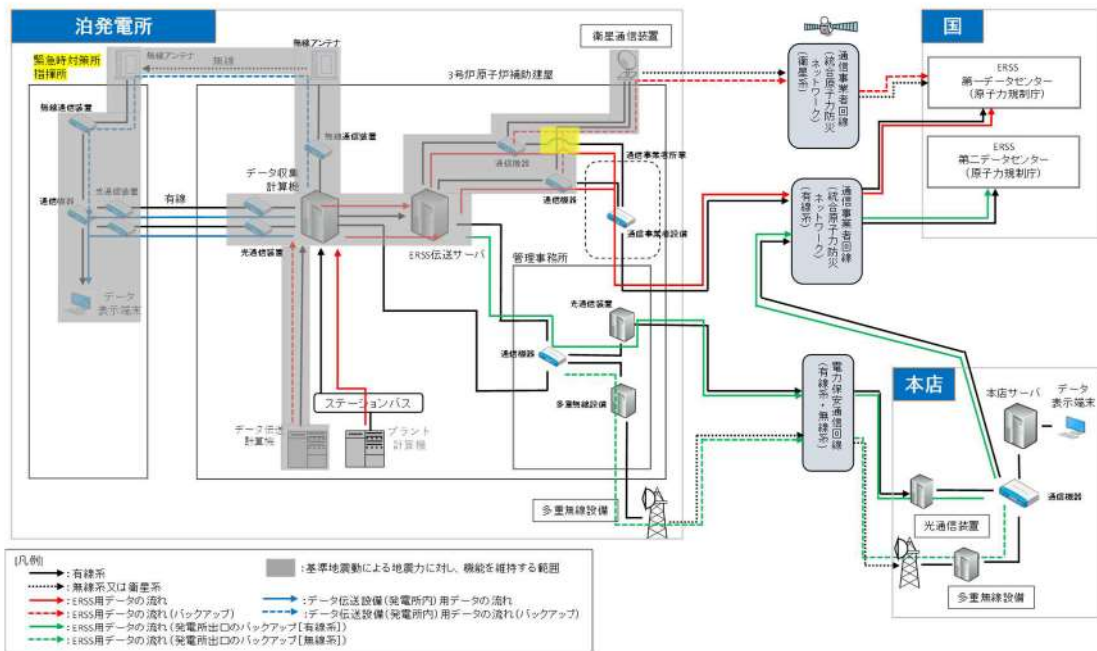 泊発電所
国
無線アンテナ
無線アンテナ
無線
衛星通信装置
緊急時対策所
指揮所
3号炉原子炉補助建屋
通信事業者回線
(統合原子力防災
ネットワーク)
(衛星系)
ERSS
第一データセンター
(原子力規制庁)
無線通信装置
無線通信装置
通信機器
通信事業者所掌
ERSS
第二データセンター
(原子力規制庁)
データ収集
計算機
光通信装置
有線
通信機器
通信機器
通信事業者回線
(統合原子力防災
ネットワーク)
(有線系)
通信事業者設備
光通信装置
ERSS伝送サーバ
管理事務所
データ
表示端末
光通信装置
通信機器
電力保安通信回線
(有線系・無線系)
本店
ステーションバス
多重無線設備
本店サーバ
データ
表示端末
データ伝送
計算機
プラント
計算機
通信機器
多重無線設備
光通信装置
多重無線設備
[凡例]
:有線系
:基準地震動による地震力に対し、機能を維持する範囲
:無線系又は衛星系
:ERSS用データの流れ
:データ伝送設備(発電所内)用データの流れ
:ERSS用データの流れ(バックアップ)
:データ伝送設備(発電所内)用データの流れ(バックアップ)
:ERSS用データの流れ(発電所出口のバックアップ[有線系])
:ERSS用データの流れ(発電所出口のバックアップ[無線系])